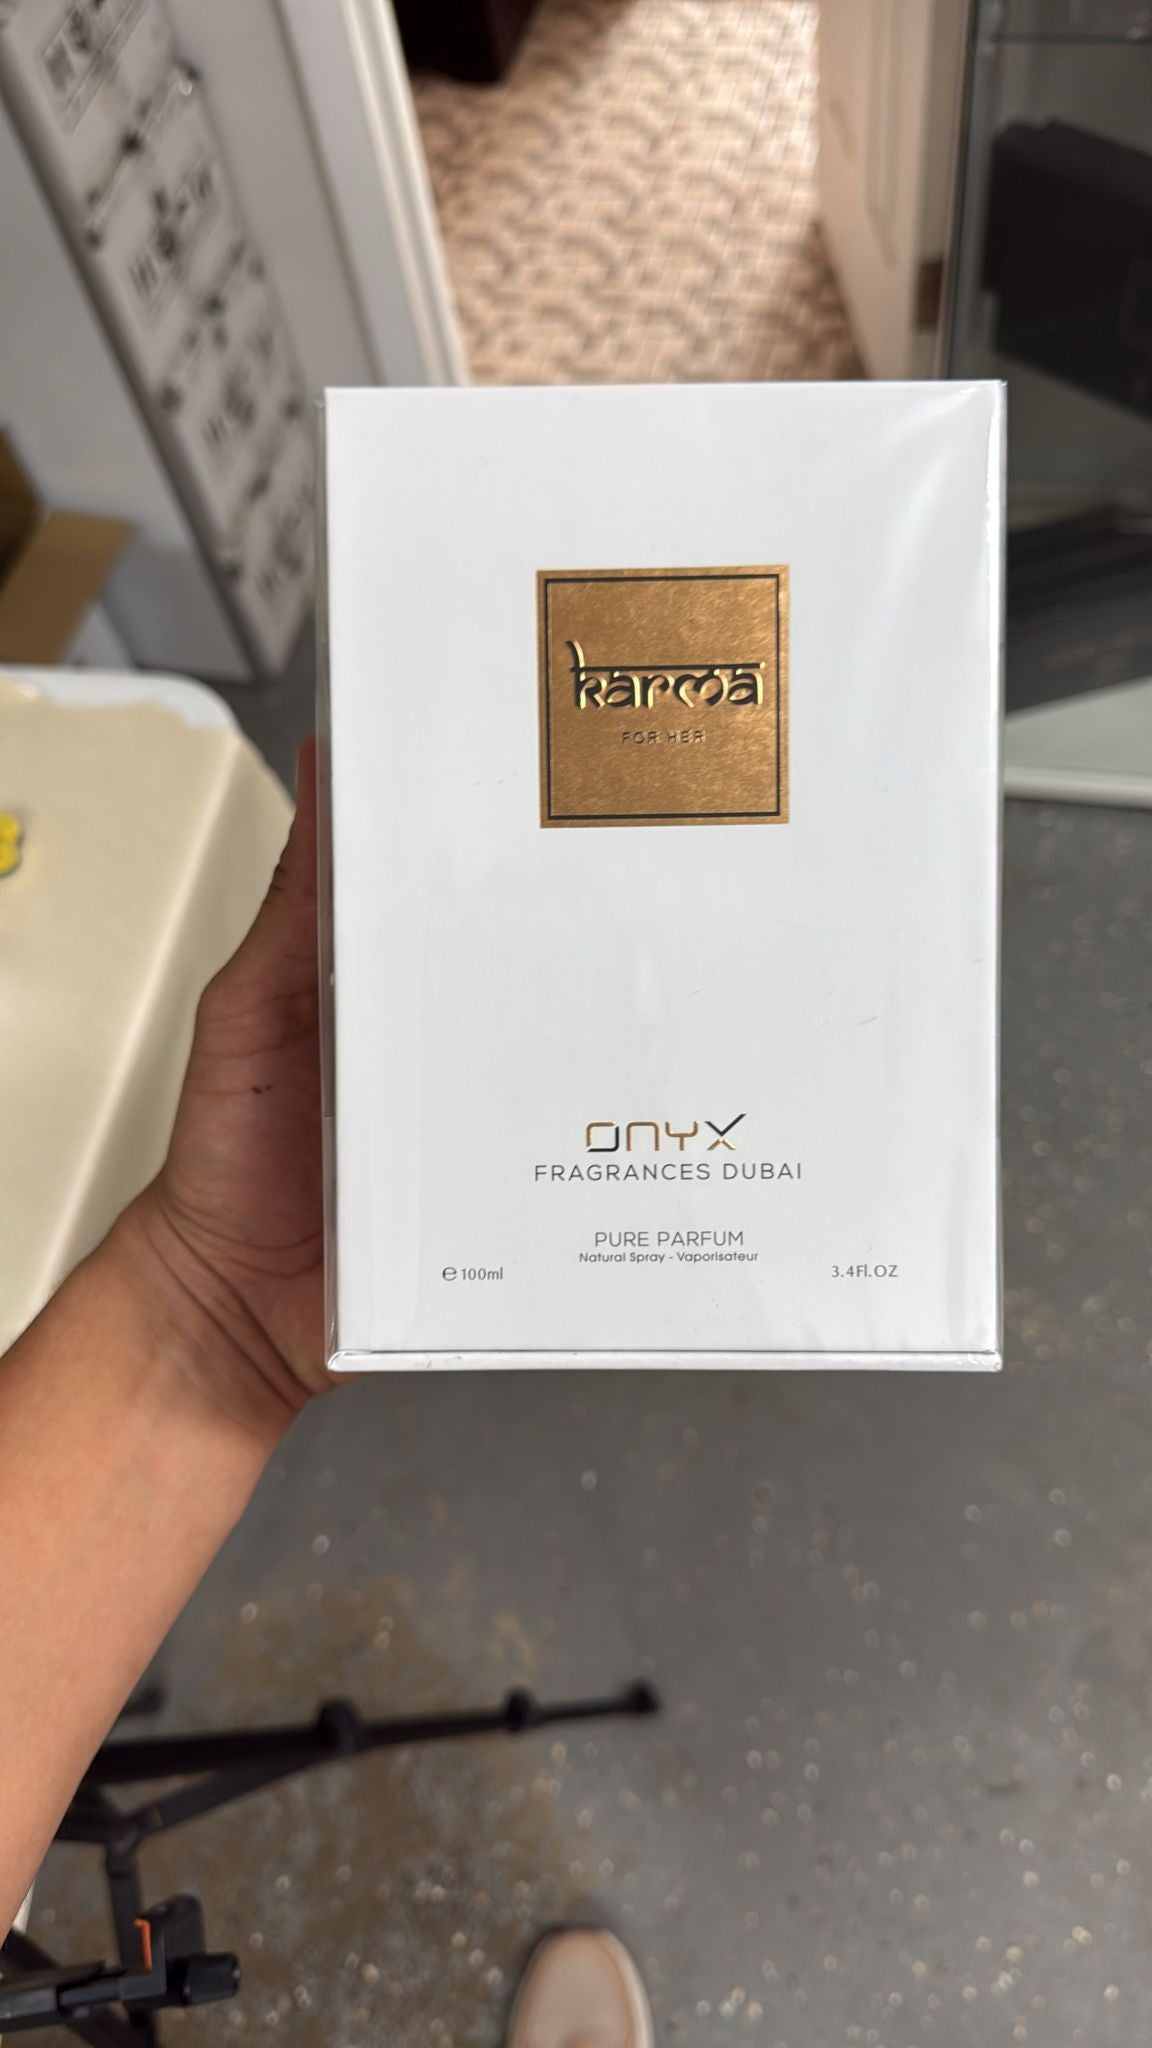 karma
FOR HER
ONYX
FRAGRANCES DUBAI
PURE PARFUM
Natural Spray - Vaporisateur
℮ 100ml
3.4Fl.OZ